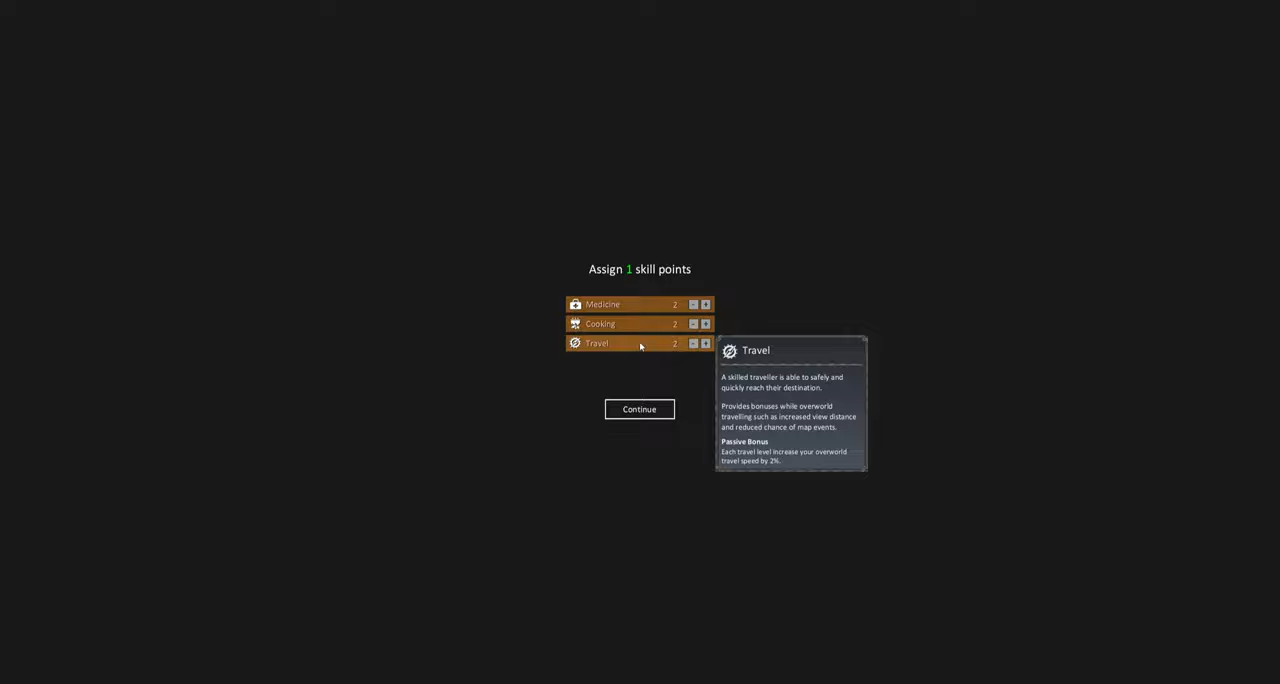 Assign 1 skill points
Medicine 2 - +
Cooking 2 - +
Travel 2 - +
Continue
Travel
A skilled traveller is able to safely and
quickly reach their destination.
Provides bonuses while overworld
travelling such as increased view distance
and reduced chance of map events.
Passive Bonus
Each travel level increase your overworld
travel speed by 2%.